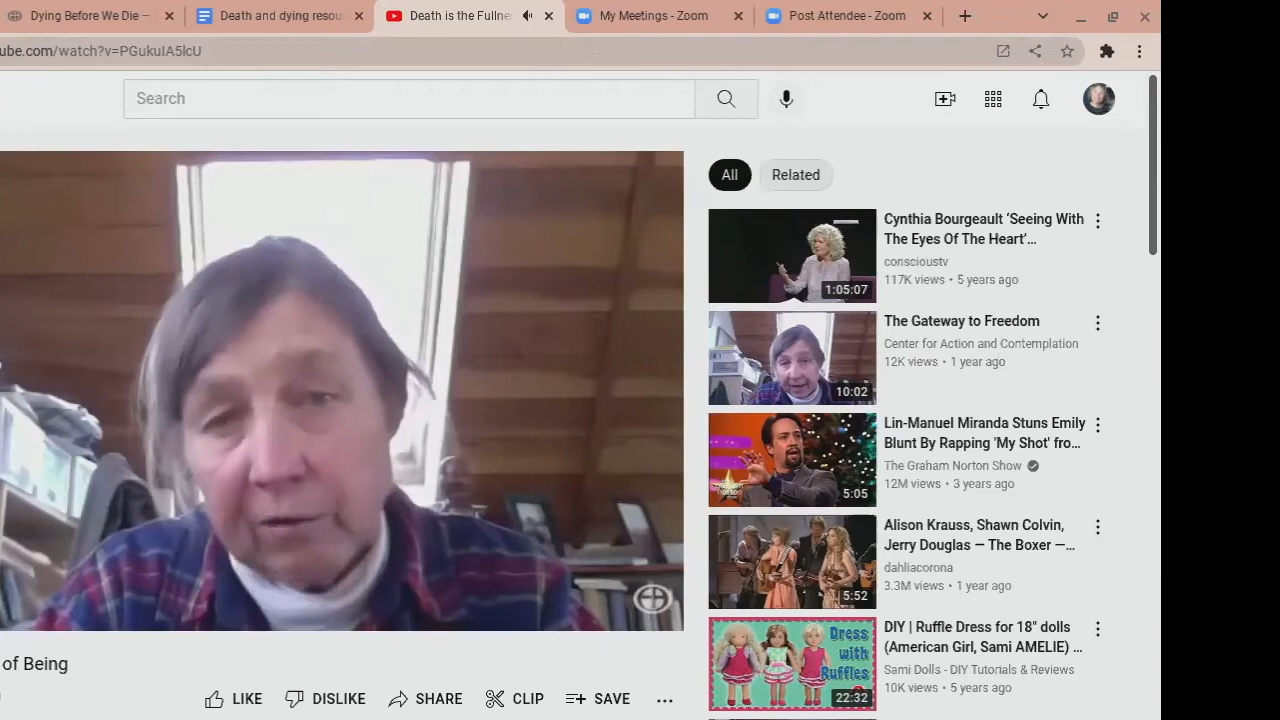 Dying Before We Die —
Death and dying resou
Death is the Fullne
My Meetings - Zoom
Post Attendee - Zoom
ube.com/watch?v=PGukuIA5lcU
Search
All
Related
Cynthia Bourgeault ‘Seeing With
The Eyes Of The Heart’…
conscioustv
117K views • 5 years ago
1:05:07
The Gateway to Freedom
Center for Action and Contemplation
12K views • 1 year ago
10:02
Lin-Manuel Miranda Stuns Emily
Blunt By Rapping 'My Shot' fro…
The Graham Norton Show
12M views • 3 years ago
5:05
Alison Krauss, Shawn Colvin,
Jerry Douglas — The Boxer —…
dahliacorona
3.3M views • 1 year ago
5:52
DIY | Ruffle Dress for 18" dolls
(American Girl, Sami AMELIE) …
Sami Dolls - DIY Tutorials & Reviews
10K views • 5 years ago
Dress
with
Ruffles
22:32
of Being
LIKE
DISLIKE
SHARE
CLIP
SAVE